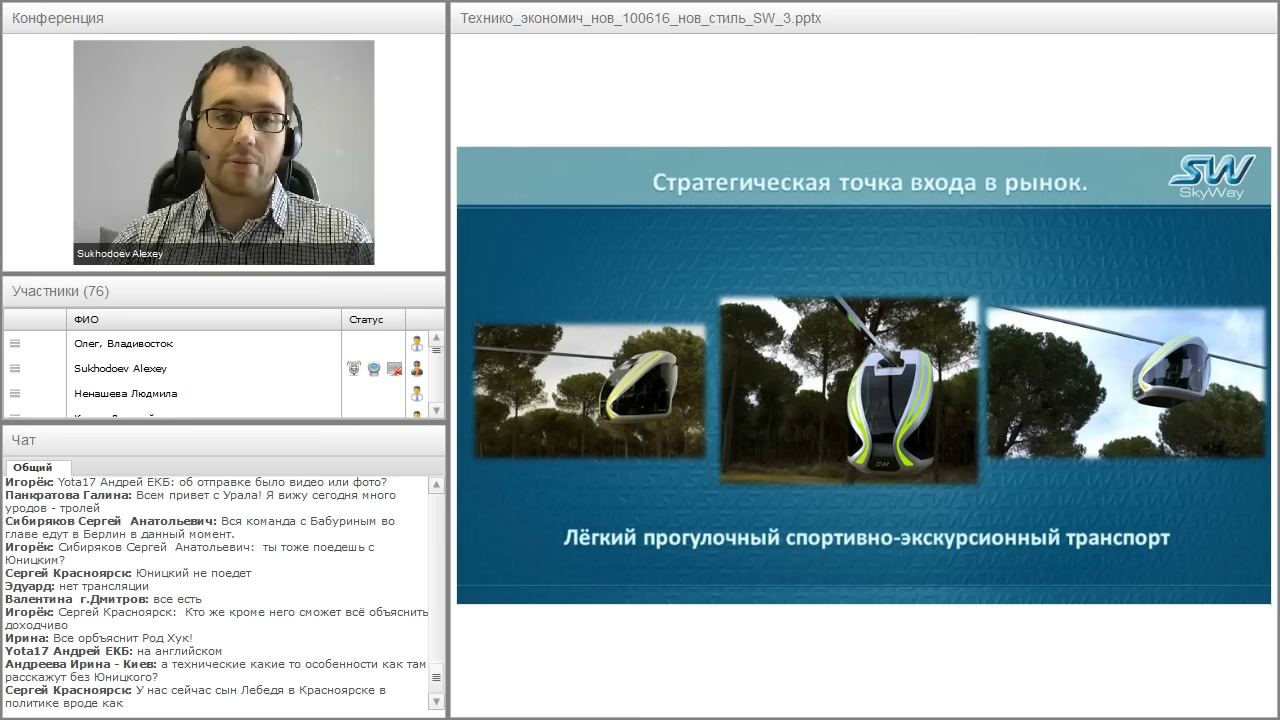 Конференция
Sukhodoev Alexey
Участники (76)
ФИО
Статус
Олег, Владивосток
Sukhodoev Alexey
Ненашева Людмила
Чат
Общий
Игорёк: Yota17 Андрей ЕКБ: об отправке было видео или фото?
Панкратова Галина: Всем привет с Урала! Я вижу сегодня много
уродов - тролей
Сибиряков Сергей Анатольевич: Вся команда с Бабуриным во
главе едут в Берлин в данный момент.
Игорёк: Сибиряков Сергей Анатольевич: ты тоже поедешь с
Юницким?
Сергей Красноярск: Юницкий не поедет
Эдуард: нет трансляции
Валентина г.Дмитров: все есть
Игорёк: Сергей Красноярск: Кто же кроме него сможет всё объяснить
доходчиво
Ирина: Все орбъяснит Род Хук!
Yota17 Андрей ЕКБ: на английском
Андреева Ирина - Киев: а технические какие то особенности как там
расскажут без Юницкого?
Сергей Красноярск: У нас сейчас сын Лебедя в Красноярске в
политике вроде как
Технико_экономич_нов_100616_нов_стиль_SW_3.pptx
Стратегическая точка входа в рынок.
SW
SkyWay
SW
Лёгкий прогулочный спортивно-экскурсионный транспорт